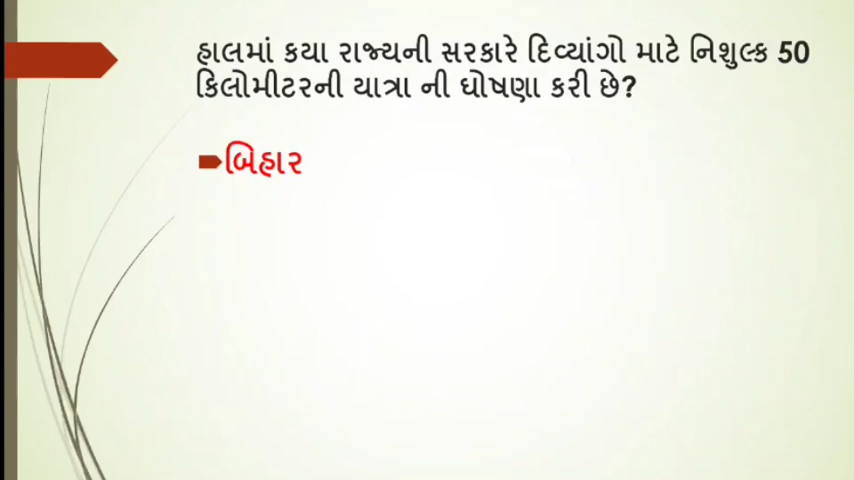 હાલમાં કયા રાજ્યની સરકારે દિવ્યાંગો માટે નિશુલ્ક 50
કિલોમીટરની યાત્રા ની ઘોષણા કરી છે?
બિહાર